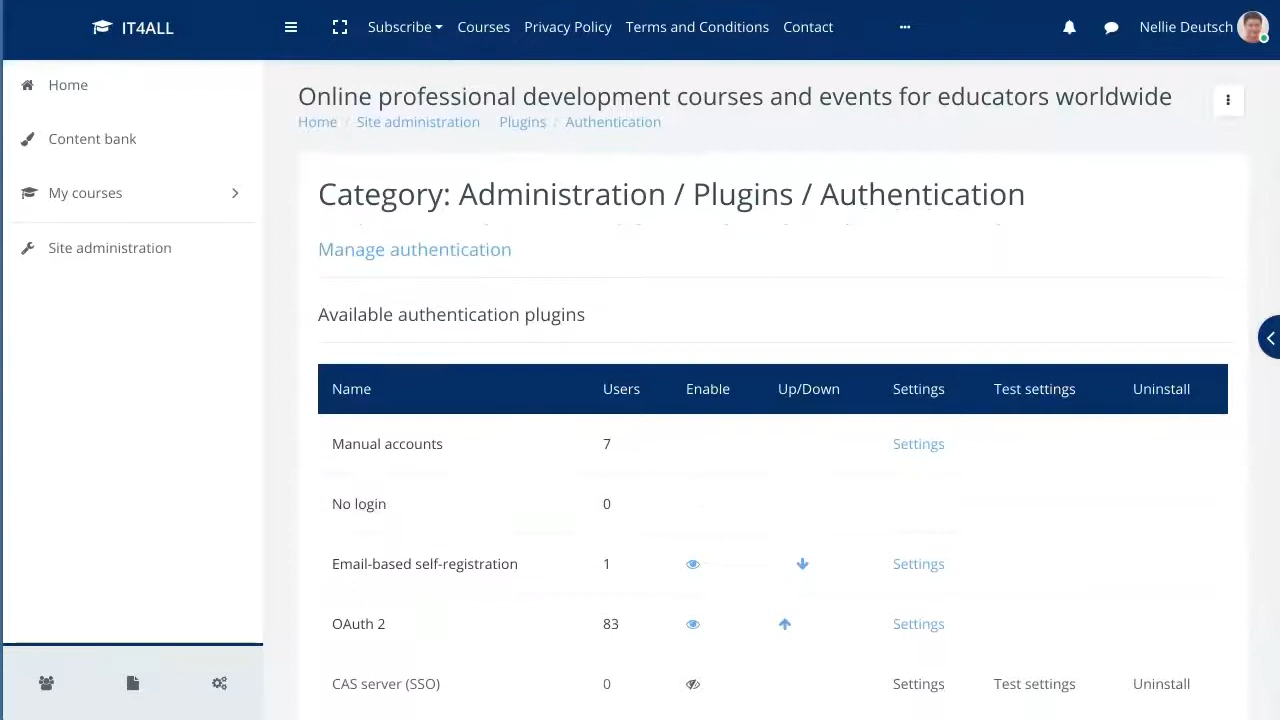 IT4ALL
Subscribe Courses Privacy Policy Terms and Conditions Contact
Nellie Deutsch
Home
Content bank
My courses
Site administration
Online professional development courses and events for educators worldwide
Home / Site administration Plugins / Authentication
Category: Administration / Plugins / Authentication
Manage authentication
Available authentication plugins
Name Users Enable Up/Down Settings Test settings Uninstall
Manual accounts 7 Settings
No login 0
Email-based self-registration 1 Settings
OAuth 2 83 Settings
CAS server (SSO) 0 Settings Test settings Uninstall